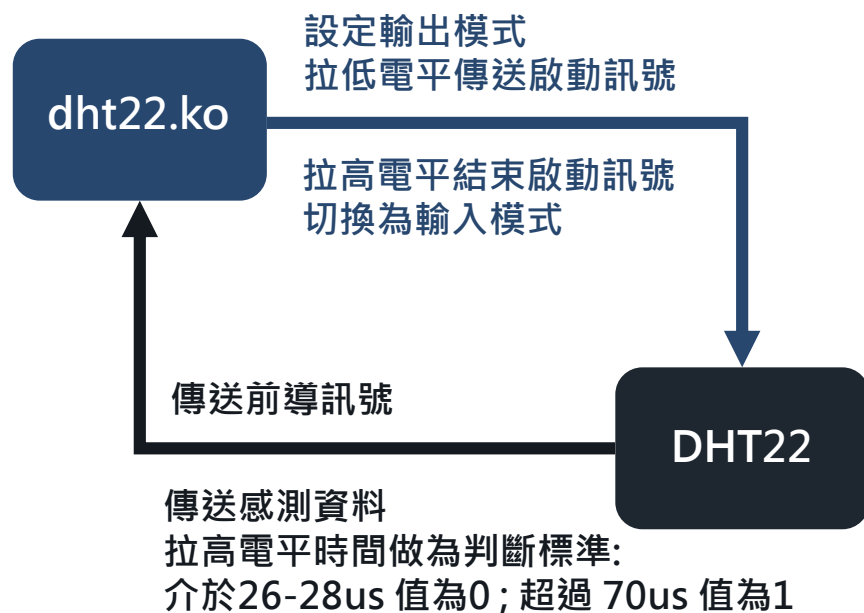 設定輸出模式
拉低電平傳送啟動訊號
dht22.ko
拉高電平結束啟動訊號
切換為輸入模式
傳送前導訊號
DHT22
傳送感測資料
拉高電平時間做為判斷標準:
介於26-28us 值為0 ; 超過 70us 值為1